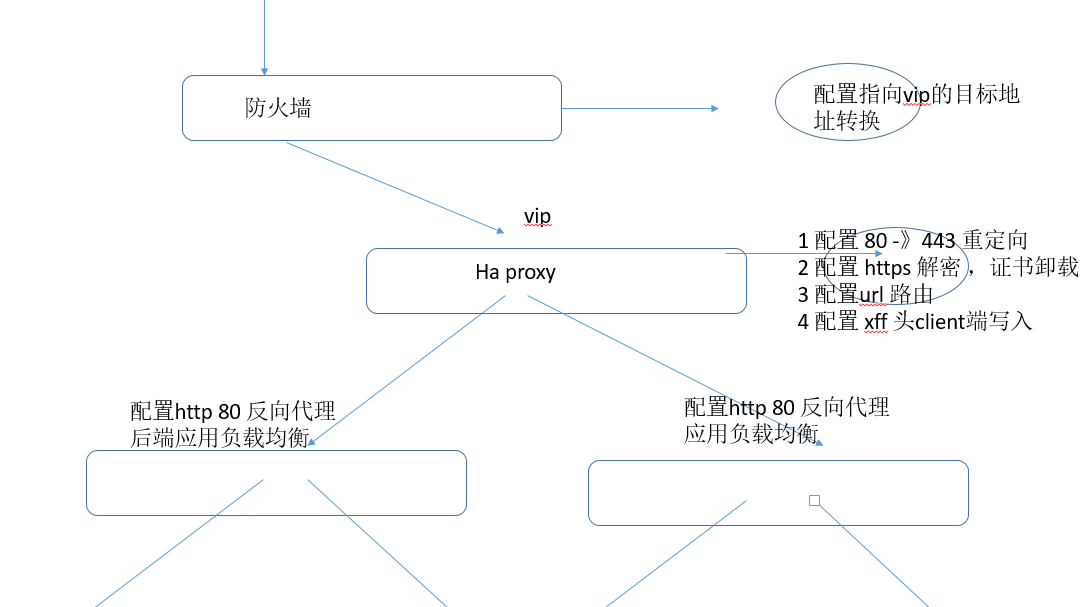 防火墙
配置指向vip的目标地
址转换
vip
Ha proxy
1 配置 80 -》443 重定向
2 配置 https 解密 ，证书卸载
3 配置url 路由
4 配置 xff 头client端写入
配置http 80 反向代理
后端应用负载均衡
配置http 80 反向代理
应用负载均衡